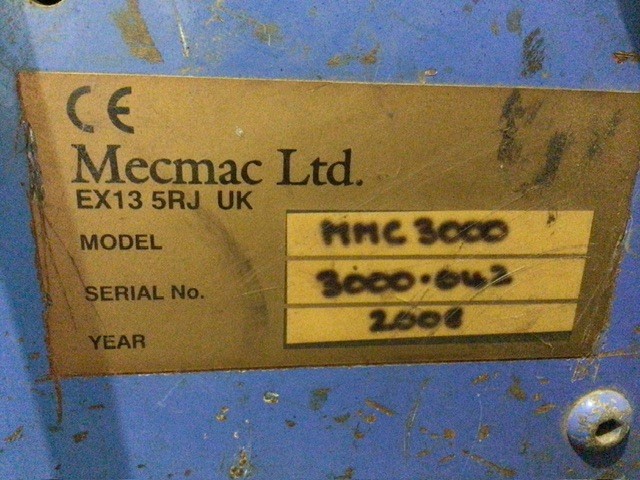 CE
Mecmac Ltd.
EX13 5RJ UK
MODEL MMC 3000
SERIAL No. 3000.042
YEAR